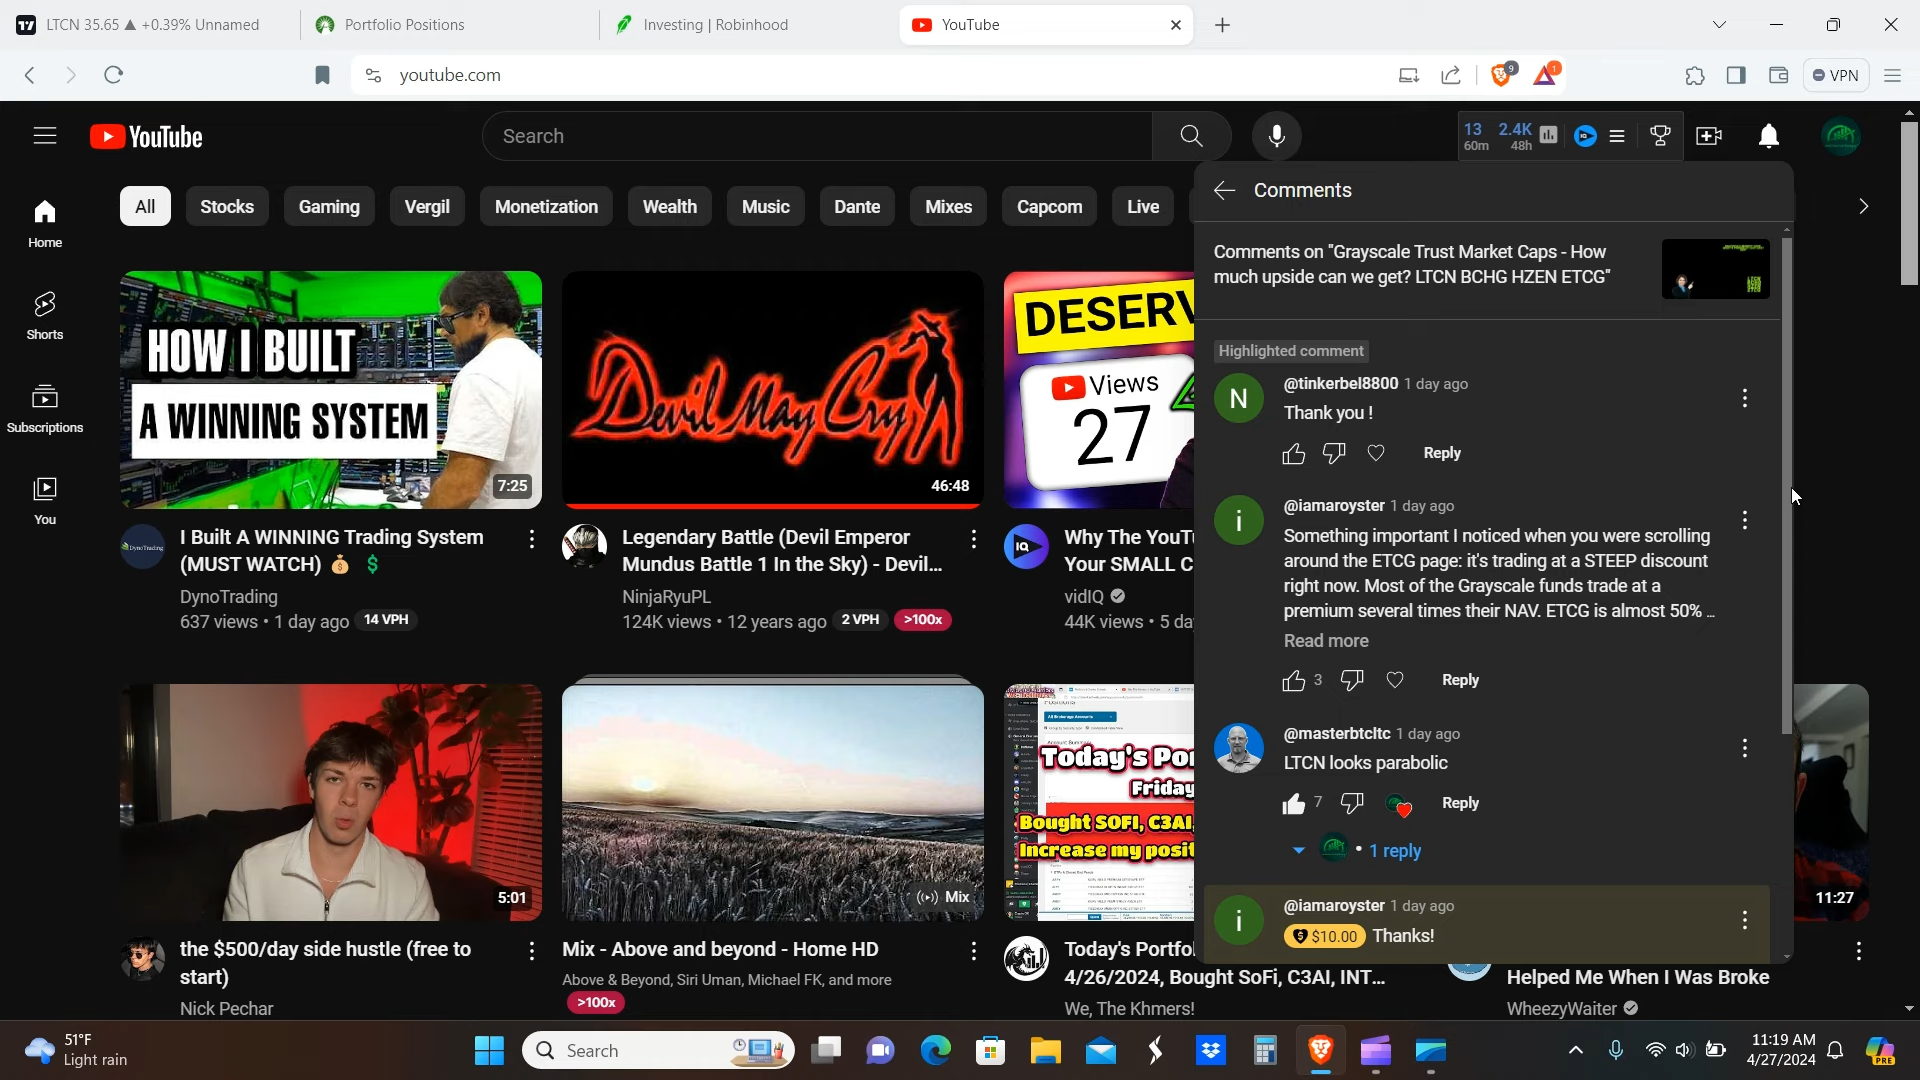 LTCN 35.65 ▲ +0.39% Unnamed
Portfolio Positions
Investing | Robinhood
YouTube
youtube.com
9
1
VPN
YouTube
Search
13
60m
2.4K
48h
IQ
All
Stocks
Gaming
Vergil
Monetization
Wealth
Music
Dante
Mixes
Capcom
Live
Home
Shorts
Subscriptions
You
HOW I BUILT
A WINNING SYSTEM
7:25
DynoTrading
I Built A WINNING Trading System
(MUST WATCH) 💰 $
DynoTrading
637 views • 1 day ago 14 VPH
Devil May Cry
46:48
Legendary Battle (Devil Emperor
Mundus Battle 1 In the Sky) - Devil...
NinjaRyuPL
124K views • 12 years ago 2 VPH >100x
DESERV
Views
27
IQ
Why The YouT
Your SMALL C
vidIQ
44K views • 5 da
5:01
the $500/day side hustle (free to
start)
Nick Pechar
Mix
Mix - Above and beyond - Home HD
Above & Beyond, Siri Uman, Michael FK, and more
>100x
Today's Por
Friday
Bought SOFI, C3AI,
Increase my posit
Today's Portfol
4/26/2024, Bought SoFi, C3AI, INT...
We, The Khmers!
11:27
Helped Me When I Was Broke
WheezyWaiter
Comments
Comments on "Grayscale Trust Market Caps - How
much upside can we get? LTCN BCHG HZEN ETCG"
Highlighted comment
N
@tinkerbel8800 1 day ago
Thank you !
Reply
i
@iamaroyster 1 day ago
Something important I noticed when you were scrolling
around the ETCG page: it's trading at a STEEP discount
right now. Most of the Grayscale funds trade at a
premium several times their NAV. ETCG is almost 50% ...
Read more
3
Reply
@masterbtcltc 1 day ago
LTCN looks parabolic
7
Reply
• 1 reply
i
@iamaroyster 1 day ago
$10.00 Thanks!
51°F
Light rain
Search
11:19 AM
4/27/2024
PRE